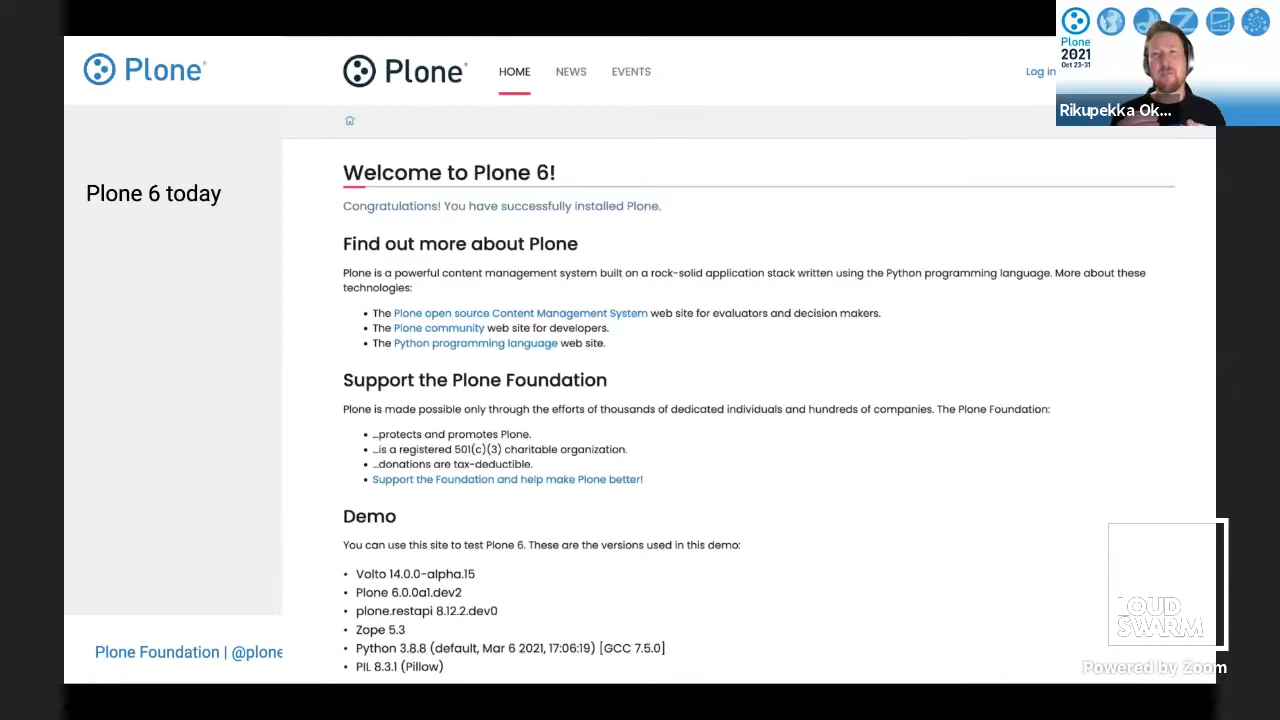 Plone
Plone
HOME
NEWS
EVENTS
Log in
Plone
2021
Oct 23-31
Rikupekka Ok...
Plone 6 today
Welcome to Plone 6!
Congratulations! You have successfully installed Plone.
Find out more about Plone
Plone is a powerful content management system built on a rock-solid application stack written using the Python programming language. More about these
technologies:
• The Plone open source Content Management System web site for evaluators and decision makers.
• The Plone community web site for developers.
• The Python programming language web site.
Support the Plone Foundation
Plone is made possible only through the efforts of thousands of dedicated individuals and hundreds of companies. The Plone Foundation:
• …protects and promotes Plone.
• …is a registered 501(c)(3) charitable organization.
• …donations are tax-deductible.
• Support the Foundation and help make Plone better!
Demo
You can use this site to test Plone 6. These are the versions used in this demo:
• Volto 14.0.0-alpha.15
• Plone 6.0.0a1.dev2
• plone.restapi 8.12.2.dev0
• Zope 5.3
• Python 3.8.8 (default, Mar 6 2021, 17:06:19) [GCC 7.5.0]
• PIL 8.3.1 (Pillow)
Plone Foundation | @plone
LOUD
SWARM
Powered by Zoom